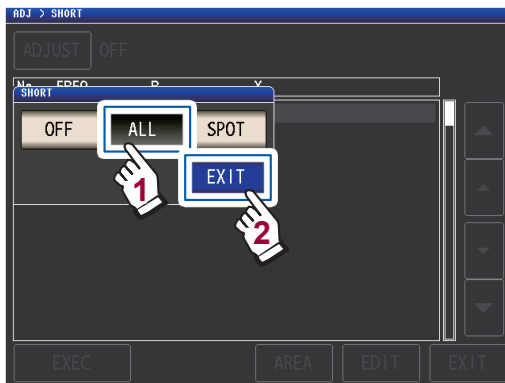 ADJ > SHORT
ADJUST OFF
No. FREQ R X
SHORT
OFF ALL SPOT
1
EXIT
2
EXEC AREA EDIT EXIT